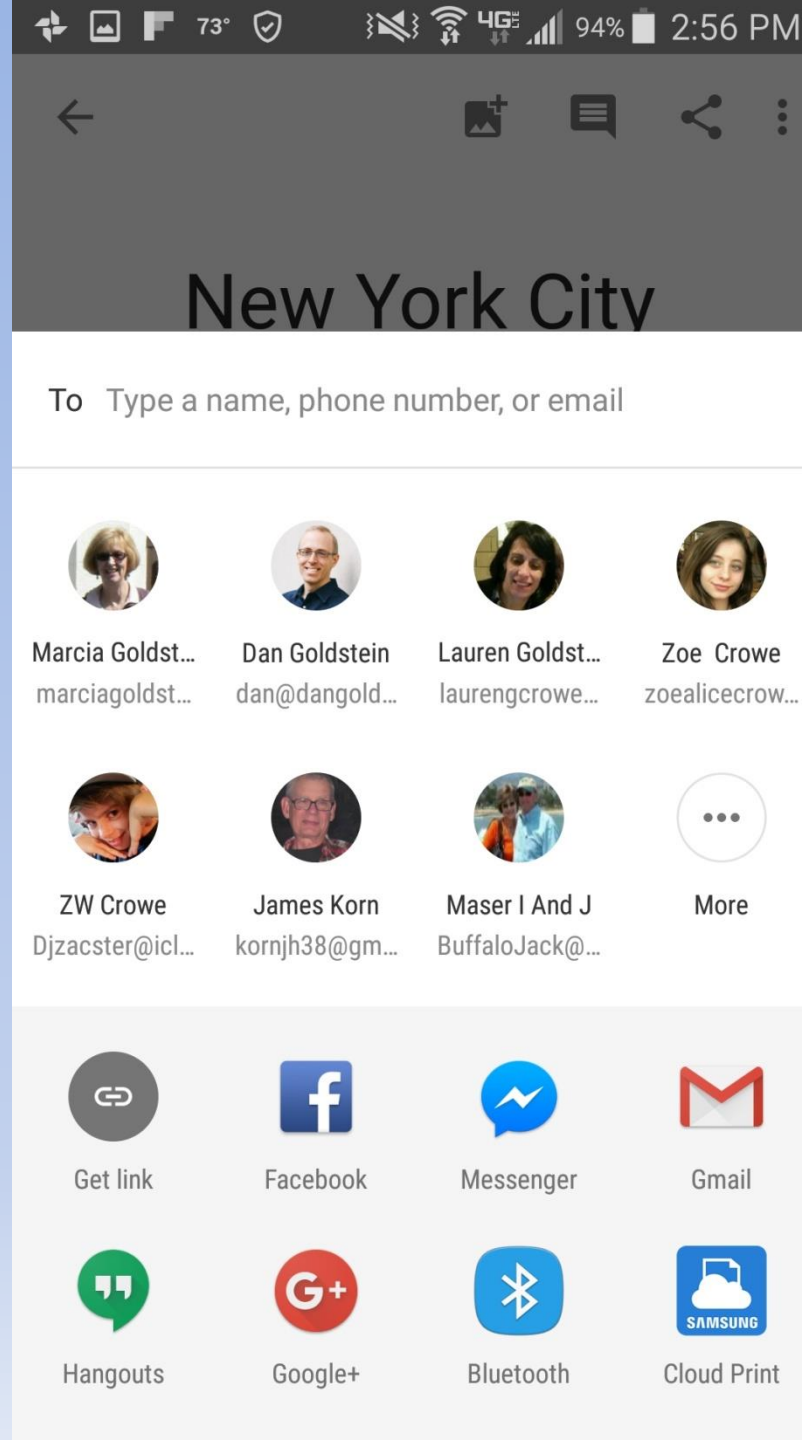 73° 4G LTE 94% 2:56 PM
New York City
To Type a name, phone number, or email
Marcia Goldst... Dan Goldstein Lauren Goldst... Zoe Crowe
marciagoldst... dan@dangold... laurengcrowe... zoealicecrow...
ZW Crowe James Korn Maser I And J More
Djzacster@icl... kornjh38@gm... BuffaloJack@...
Get link Facebook Messenger Gmail
SAMSUNG
Hangouts Google+ Bluetooth Cloud Print